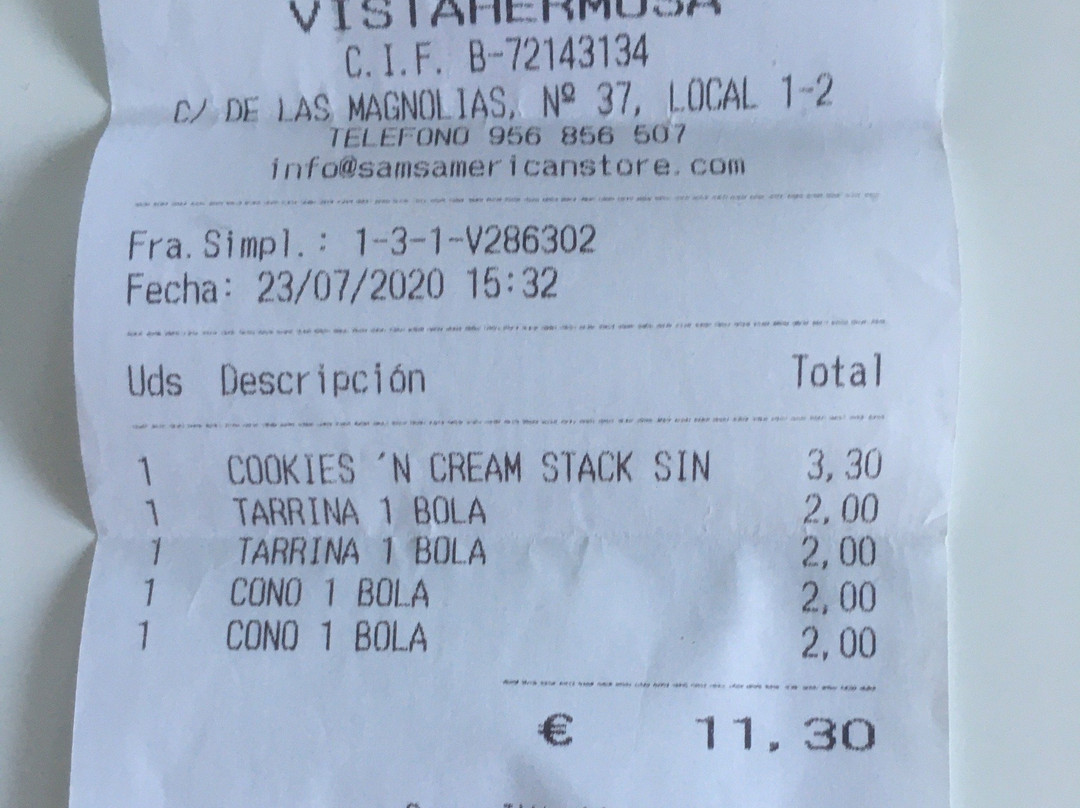 VISTAHERMOSA
C.I.F. B-72143134
C/ DE LAS MAGNOLIAS, Nº 37, LOCAL 1-2
TELEFONO 956 856 507
info@samsamericanstore.com
Fra.Simpl.: 1-3-1-V286302
Fecha: 23/07/2020 15:32
Uds Descripción Total
1 COOKIES ´N CREAM STACK SIN 3,30
1 TARRINA 1 BOLA 2,00
1 TARRINA 1 BOLA 2,00
1 CONO 1 BOLA 2,00
1 CONO 1 BOLA 2,00
€ 11,30